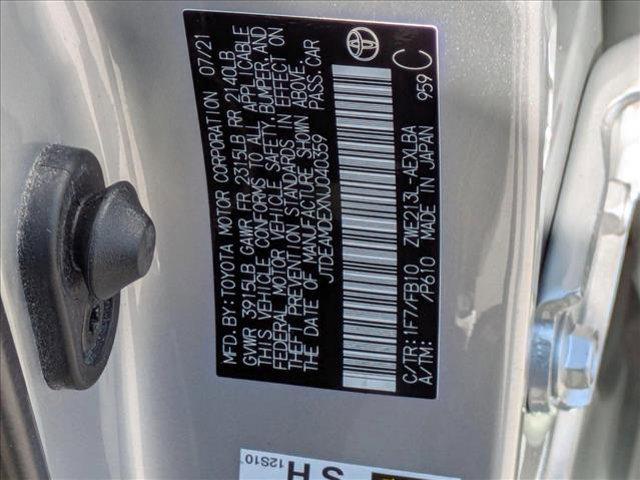 MFD. BY: TOYOTA MOTOR CORPORATION 07/21
GVWR 3915LB GAWR FR 2315LB RR 2140LB
THIS VEHICLE CONFORMS TO ALL APPLICABLE
FEDERAL MOTOR VEHICLE SAFETY, BUMPER, AND
THEFT PREVENTION STANDARDS IN EFFECT ON
THE DATE OF MANUFACTURE SHOWN ABOVE.
JTDEAMDEXNJ040359 PASS. CAR
C/TR: 1F7/FB10 ZWE213L-AEXLBA 959 C
A/TM: /P610 MADE IN JAPAN
12S10
S H